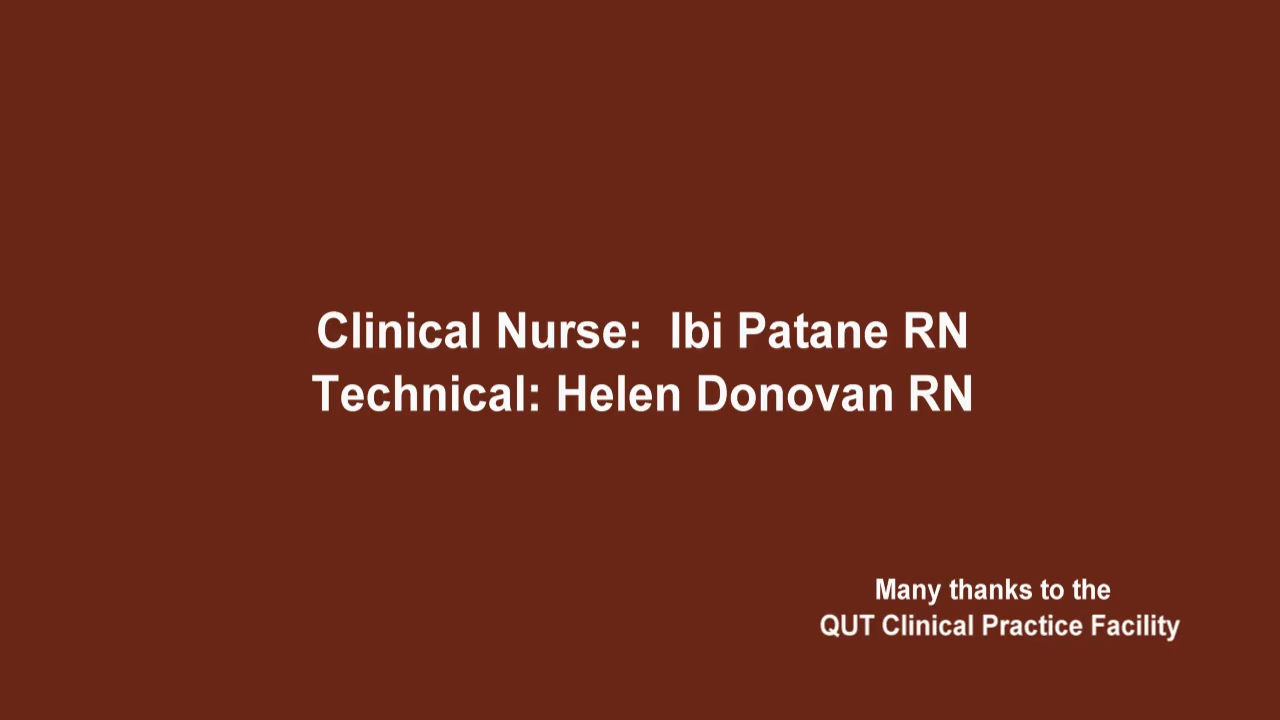 Clinical Nurse:  Ibi Patane RN
Technical: Helen Donovan RN
Many thanks to the
QUT Clinical Practice Facility